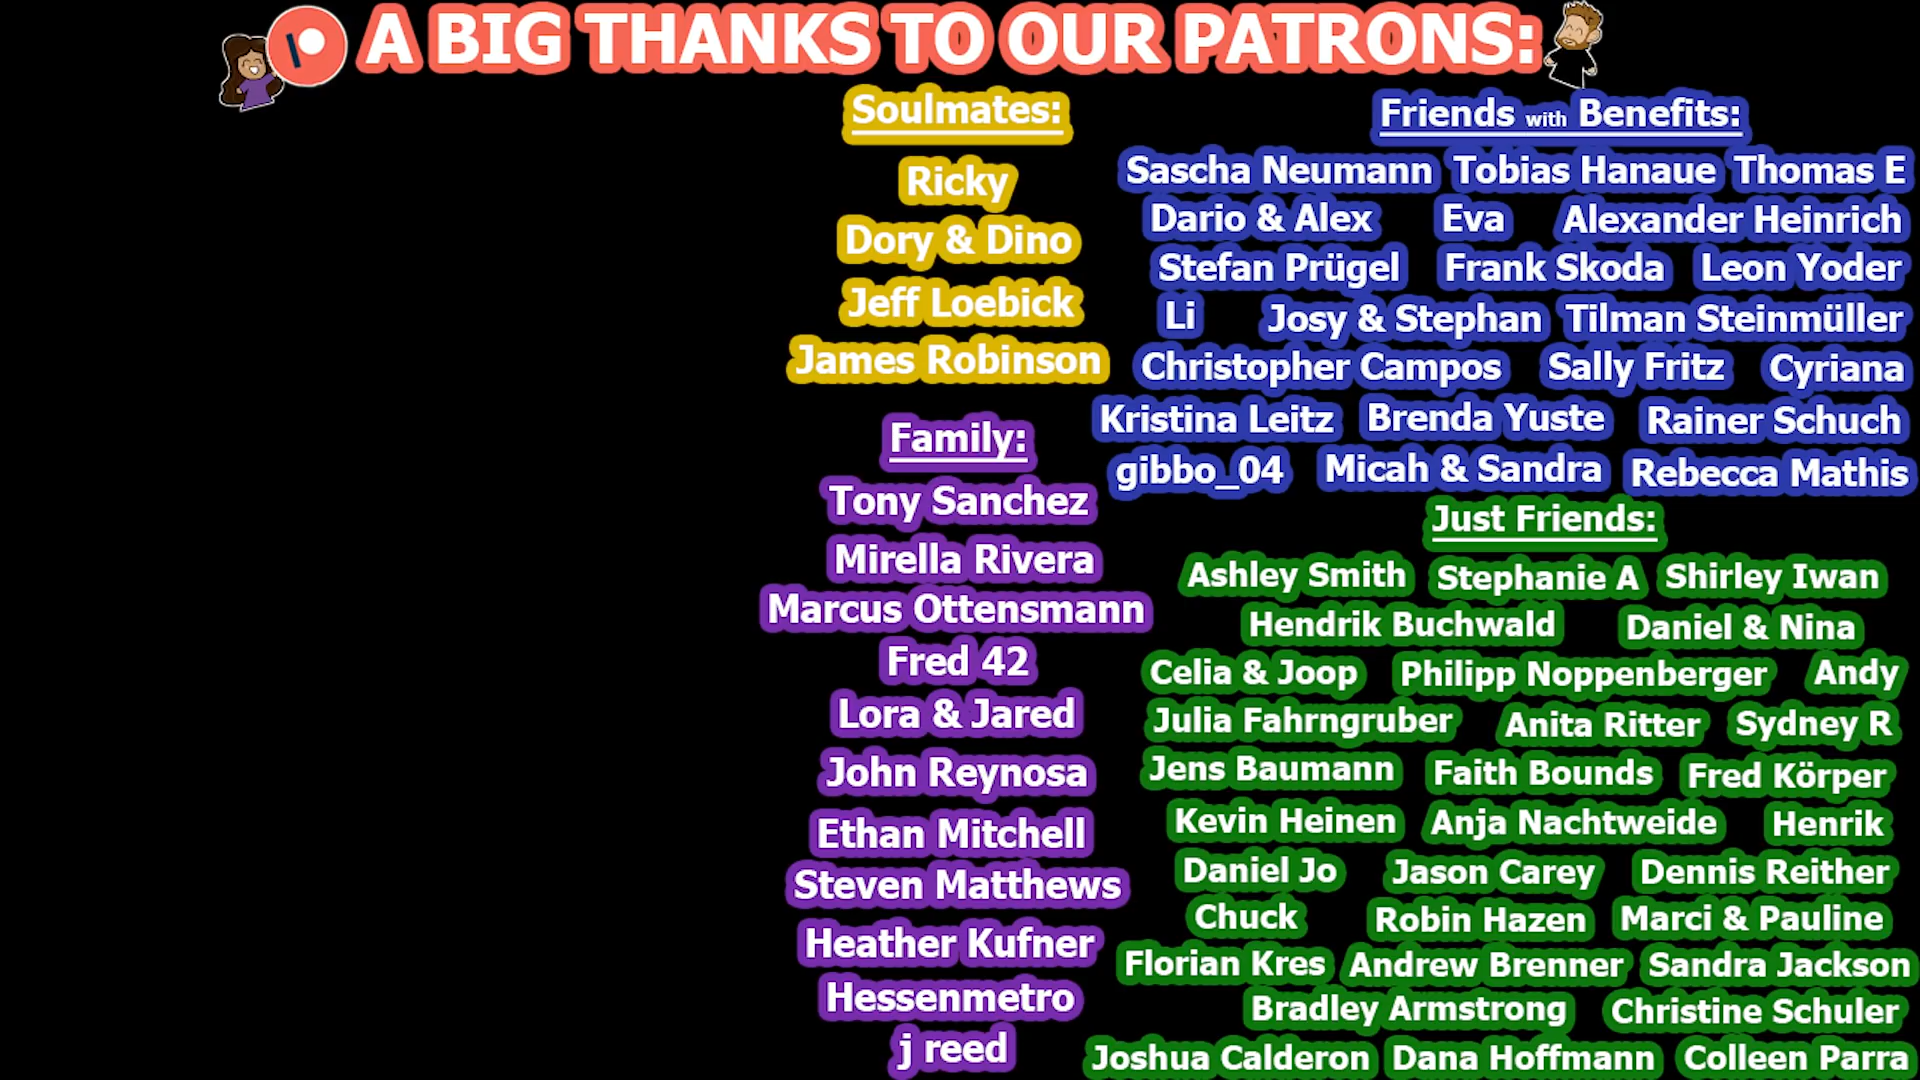 A BIG THANKS TO OUR PATRONS:
Soulmates:
Ricky
Dory & Dino
Jeff Loebick
James Robinson
Family:
Tony Sanchez
Mirella Rivera
Marcus Ottensmann
Fred 42
Lora & Jared
John Reynosa
Ethan Mitchell
Steven Matthews
Heather Kufner
Hessenmetro
j reed
Friends with Benefits:
Sascha Neumann Tobias Hanaue Thomas E
Dario & Alex Eva Alexander Heinrich
Stefan Prügel Frank Skoda Leon Yoder
Li Josy & Stephan Tilman Steinmüller
Christopher Campos Sally Fritz Cyriana
Kristina Leitz Brenda Yuste Rainer Schuch
gibbo_04 Micah & Sandra Rebecca Mathis
Just Friends:
Ashley Smith Stephanie A Shirley Iwan
Hendrik Buchwald Daniel & Nina
Celia & Joop Philipp Noppenberger Andy
Julia Fahrngruber Anita Ritter Sydney R
Jens Baumann Faith Bounds Fred Körper
Kevin Heinen Anja Nachtweide Henrik
Daniel Jo Jason Carey Dennis Reither
Chuck Robin Hazen Marci & Pauline
Florian Kres Andrew Brenner Sandra Jackson
Bradley Armstrong Christine Schuler
Joshua Calderon Dana Hoffmann Colleen Parra